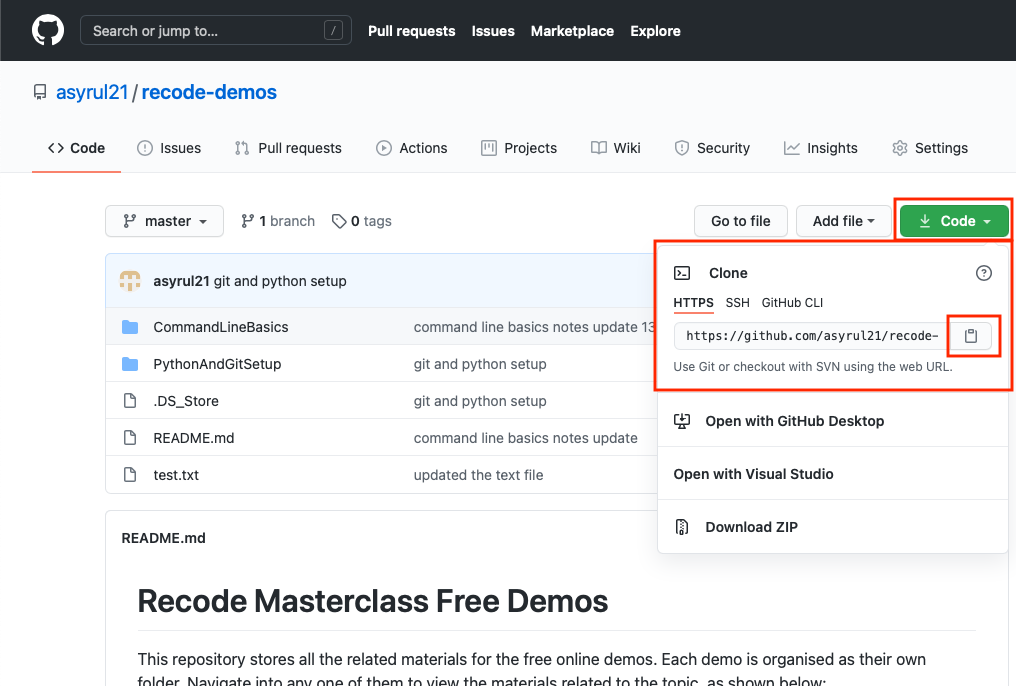 Search or jump to... / Pull requests Issues Marketplace Explore
asyrul21 / recode-demos
Code Issues Pull requests Actions Projects Wiki Security Insights Settings
master 1 branch 0 tags Go to file Add file Code
asyrul21 git and python setup
CommandLineBasics command line basics notes update 13
PythonAndGitSetup git and python setup
.DS_Store git and python setup
README.md command line basics notes update
test.txt updated the text file
Clone ?
HTTPS SSH GitHub CLI
https://github.com/asyrul21/recode-
Use Git or checkout with SVN using the web URL.
Open with GitHub Desktop
Open with Visual Studio
Download ZIP
README.md
Recode Masterclass Free Demos
This repository stores all the related materials for the free online demos. Each demo is organised as their own
folder. Navigate into any one of them to view the materials related to the topic, as shown below: